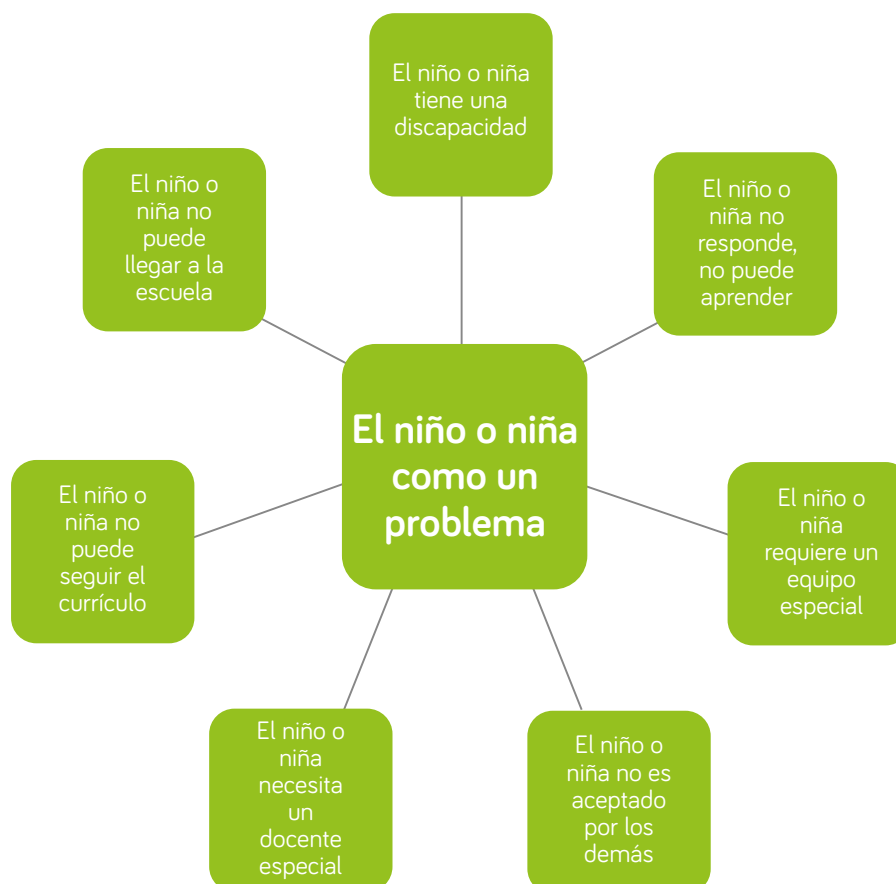 El niño o niña
tiene una
discapacidad
El niño o
niña no
puede
llegar a la
escuela
El niño o
niña no
responde,
no puede
aprender
El niño o niña
como un
problema
El niño o
niña no
puede
seguir el
currículo
El niño o
niña
requiere un
equipo
especial
El niño o
niña
necesita
un
docente
especial
El niño o
niña no es
aceptado
por los
demás